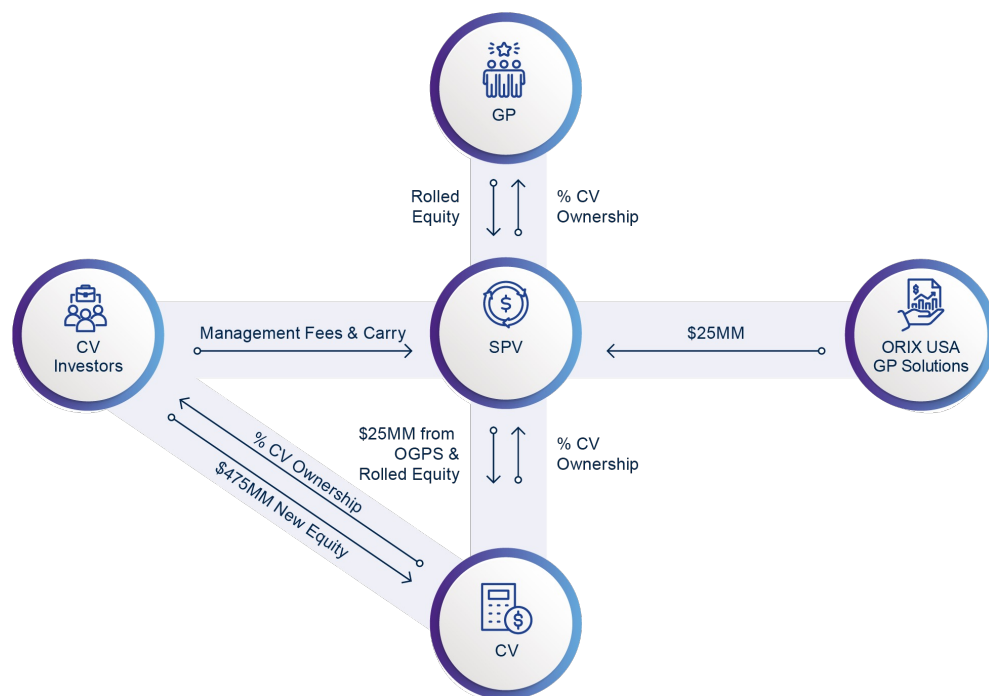 GP
Rolled
Equity
% CV
Ownership
CV
Investors
Management Fees & Carry
SPV
$25MM
ORIX USA
GP Solutions
$
$
% CV Ownership
$475MM New Equity
$25MM from
OGPS &
Rolled Equity
% CV
Ownership
$
CV